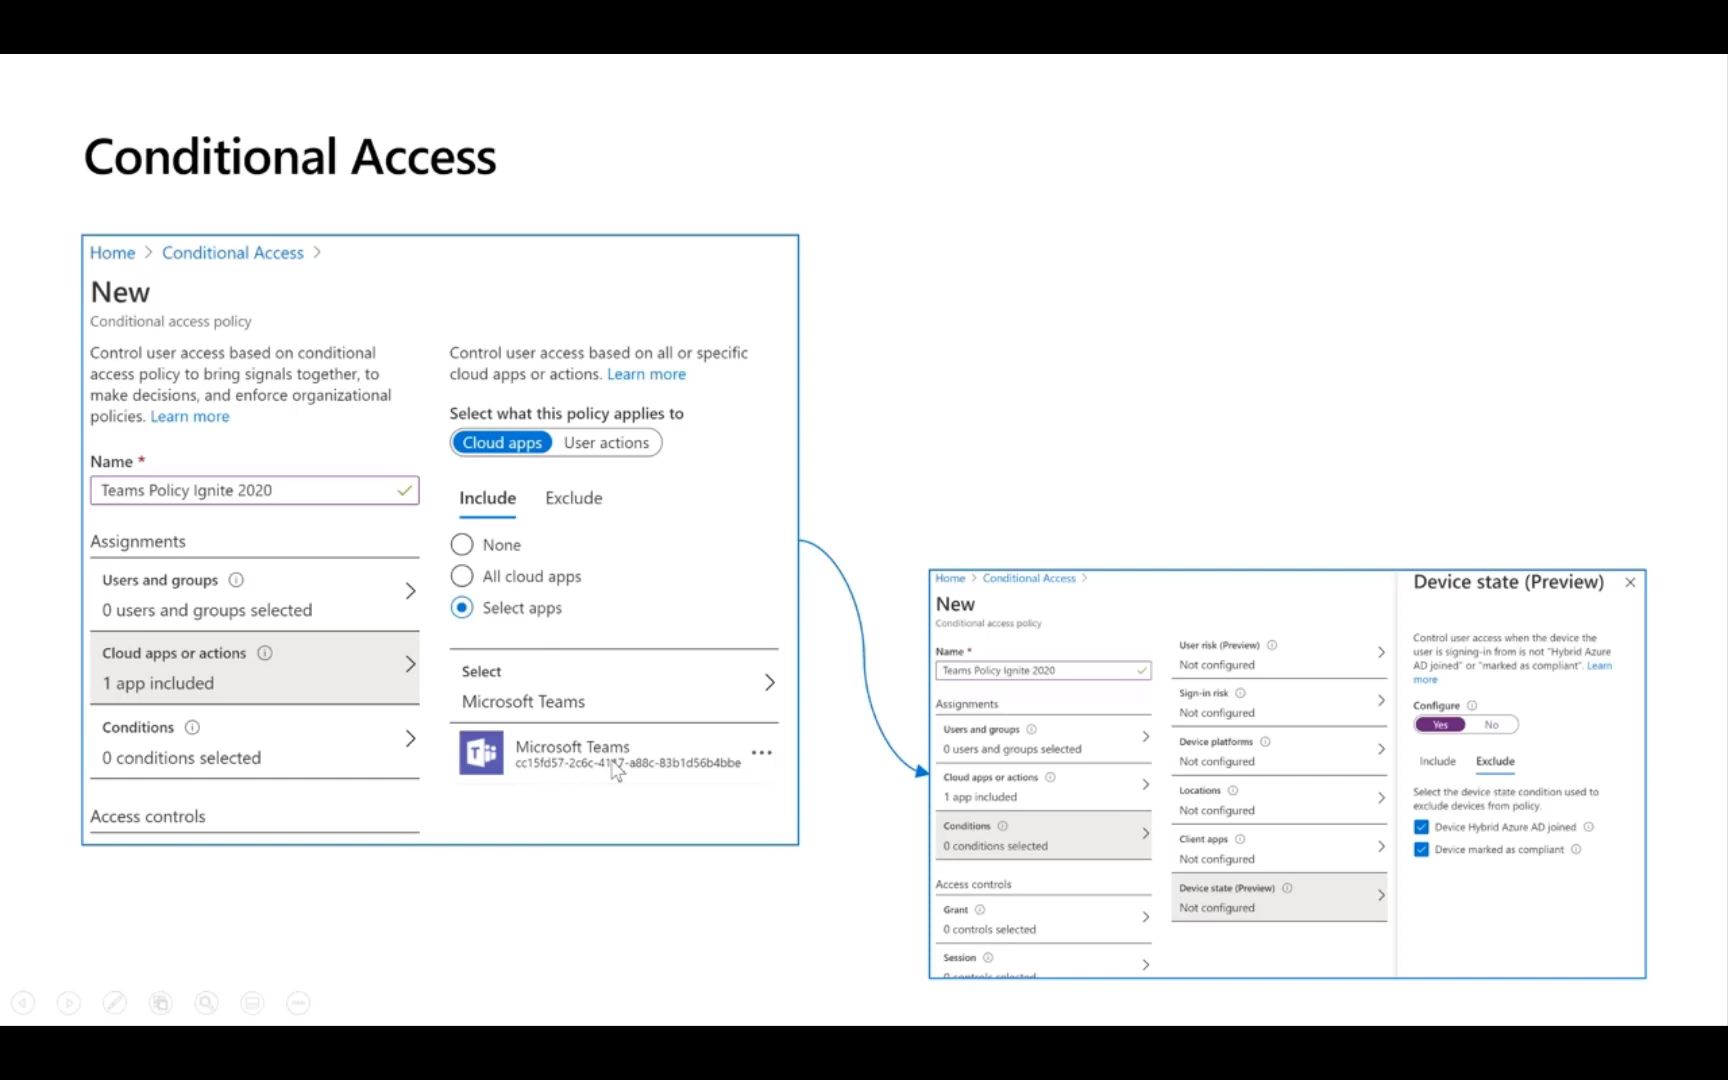 Conditional Access
Home > Conditional Access >
New
Conditional access policy
Control user access based on conditional
access policy to bring signals together, to
make decisions, and enforce organizational
policies. Learn more
Name *
Teams Policy Ignite 2020
Assignments
Users and groups
0 users and groups selected
Cloud apps or actions
1 app included
Conditions
0 conditions selected
Access controls
Control user access based on all or specific
cloud apps or actions. Learn more
Select what this policy applies to
Cloud apps User actions
Include Exclude
None
All cloud apps
Select apps
Select
Microsoft Teams
Microsoft Teams
Home > Conditional Access >
New
Conditional access policy
Name *
Teams Policy Ignite 2020
Assignments
Users and groups
0 users and groups selected
Cloud apps or actions
1 app included
Conditions
0 conditions selected
Access controls
Grant
0 controls selected
Session
0 controls selected
User risk (Preview)
Not configured
Sign-in risk
Not configured
Device platforms
Not configured
Locations
Not configured
Client apps
Not configured
Device state (Preview)
Not configured
Device state (Preview)
Control user access when the device the
user is signing-in from is not "Hybrid Azure
AD joined" or "marked as compliant". Learn
more
Configure
Yes No
Include Exclude
Select the device state condition used to
exclude devices from policy.
Device Hybrid Azure AD joined
Device marked as compliant